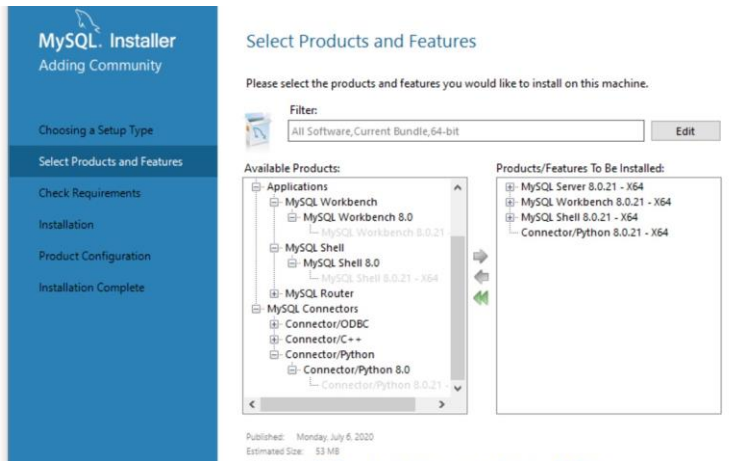 MySQL. Installer
Adding Community
Choosing a Setup Type
Select Products and Features
Check Requirements
Installation
Product Configuration
Installation Complete
Select Products and Features
Please select the products and features you would like to install on this machine.
Filter:
All Software,Current Bundle,64-bit
Edit
Available Products:
Applications
MySQL Workbench
MySQL Workbench 8.0
MySQL Workbench 8.0.21 -
MySQL Shell
MySQL Shell 8.0
MySQL Shell 8.0.21 - X64
MySQL Router
MySQL Connectors
Connector/ODBC
Connector/C++
Connector/Python
Connector/Python 8.0
Connector/Python 8.0.21 -
Products/Features To Be Installed:
MySQL Server 8.0.21 - X64
MySQL Workbench 8.0.21 - X64
MySQL Shell 8.0.21 - X64
Connector/Python 8.0.21 - X64
Published: Monday, July 6, 2020
Estimated Size: 53 MB